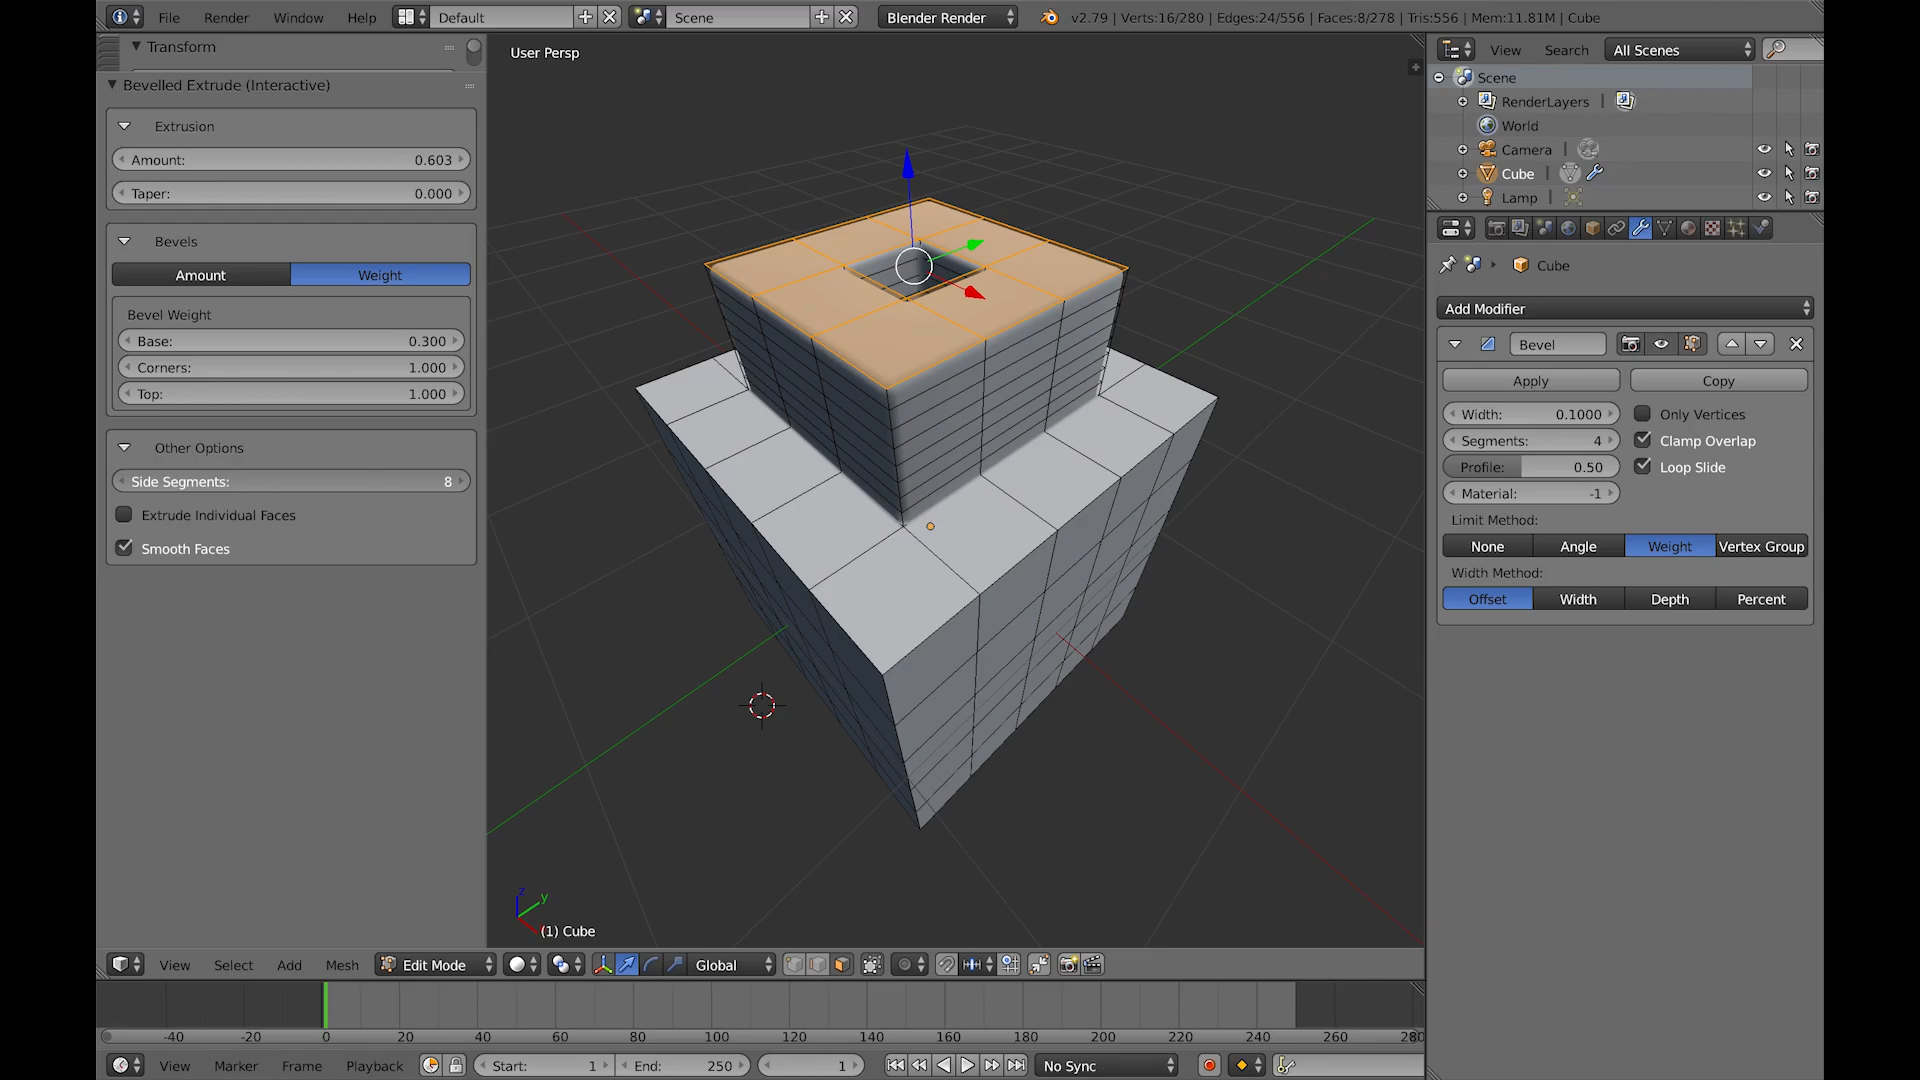 File Render Window Help Default Scene Blender Render v2.79 | Verts:16/280 | Edges:24/556 | Faces:8/278 | Tris:556 | Mem:11.81M | Cube
Transform
Bevelled Extrude (Interactive)
Extrusion
Amount: 0.603
Taper: 0.000
Bevels
Amount Weight
Bevel Weight
Base: 0.300
Corners: 1.000
Top: 1.000
Other Options
Side Segments: 8
Extrude Individual Faces
Smooth Faces
User Persp
z
y
(1) Cube
View Search All Scenes
Scene
RenderLayers |
World
Camera |
Cube |
Lamp |
Cube
Add Modifier
Bevel
Apply Copy
Width: 0.1000 Only Vertices
Segments: 4 Clamp Overlap
Profile: 0.50 Loop Slide
Material: -1
Limit Method:
None Angle Weight Vertex Group
Width Method:
Offset Width Depth Percent
View Select Add Mesh Edit Mode Global
-40 -20 0 20 40 60 80 100 120 140 160 180 200 220 240 260 280
View Marker Frame Playback Start: 1 End: 250 1 No Sync